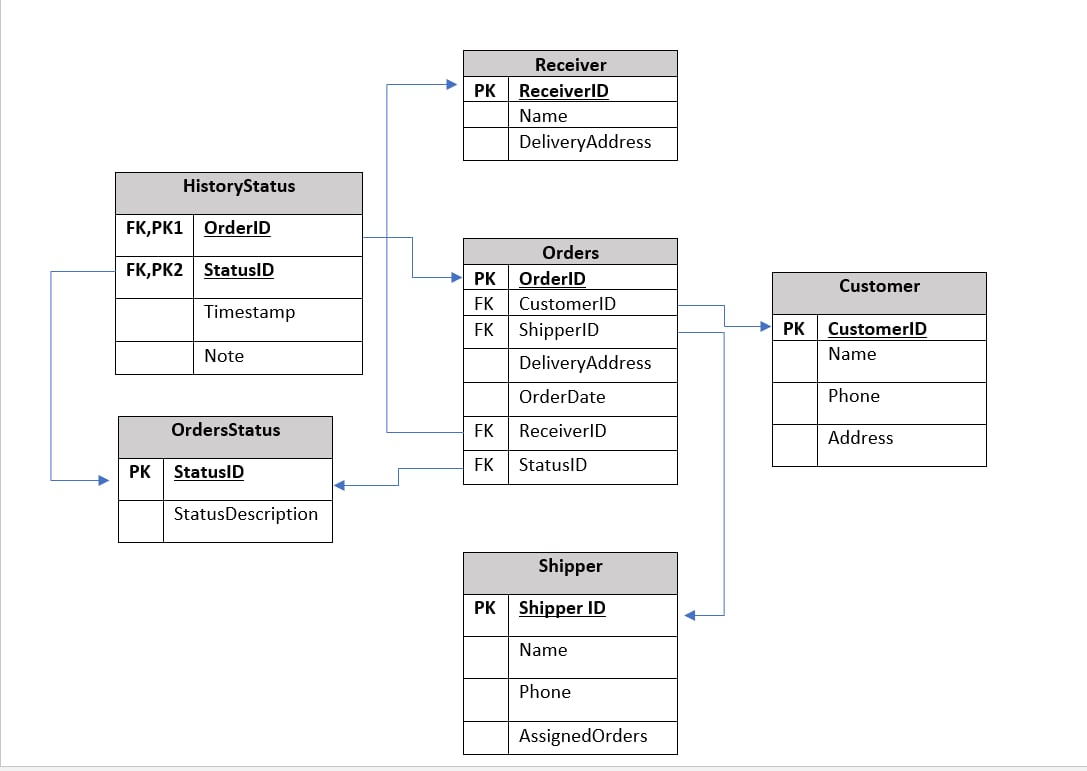 Receiver
PK ReceiverID
Name
DeliveryAddress
HistoryStatus
FK,PK1 OrderID
FK,PK2 StatusID
Timestamp
Note
Orders
PK OrderID
FK CustomerID
FK ShipperID
DeliveryAddress
OrderDate
FK ReceiverID
FK StatusID
Customer
PK CustomerID
Name
Phone
Address
OrdersStatus
PK StatusID
StatusDescription
Shipper
PK Shipper ID
Name
Phone
AssignedOrders